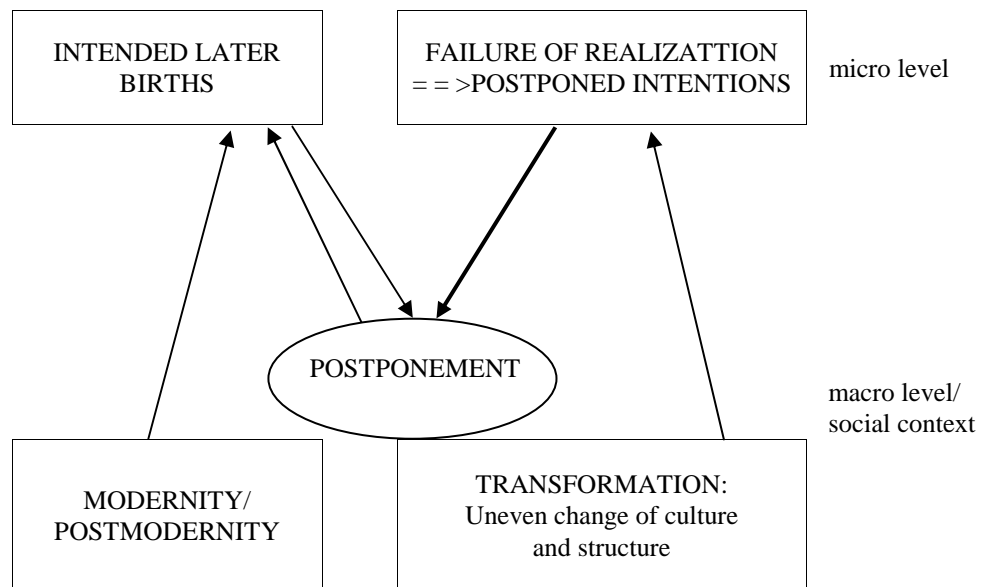 INTENDED LATER
BIRTHS
FAILURE OF REALIZATTION
= = >POSTPONED INTENTIONS
micro level
POSTPONEMENT
macro level/
social context
MODERNITY/
POSTMODERNITY
TRANSFORMATION:
Uneven change of culture
and structure